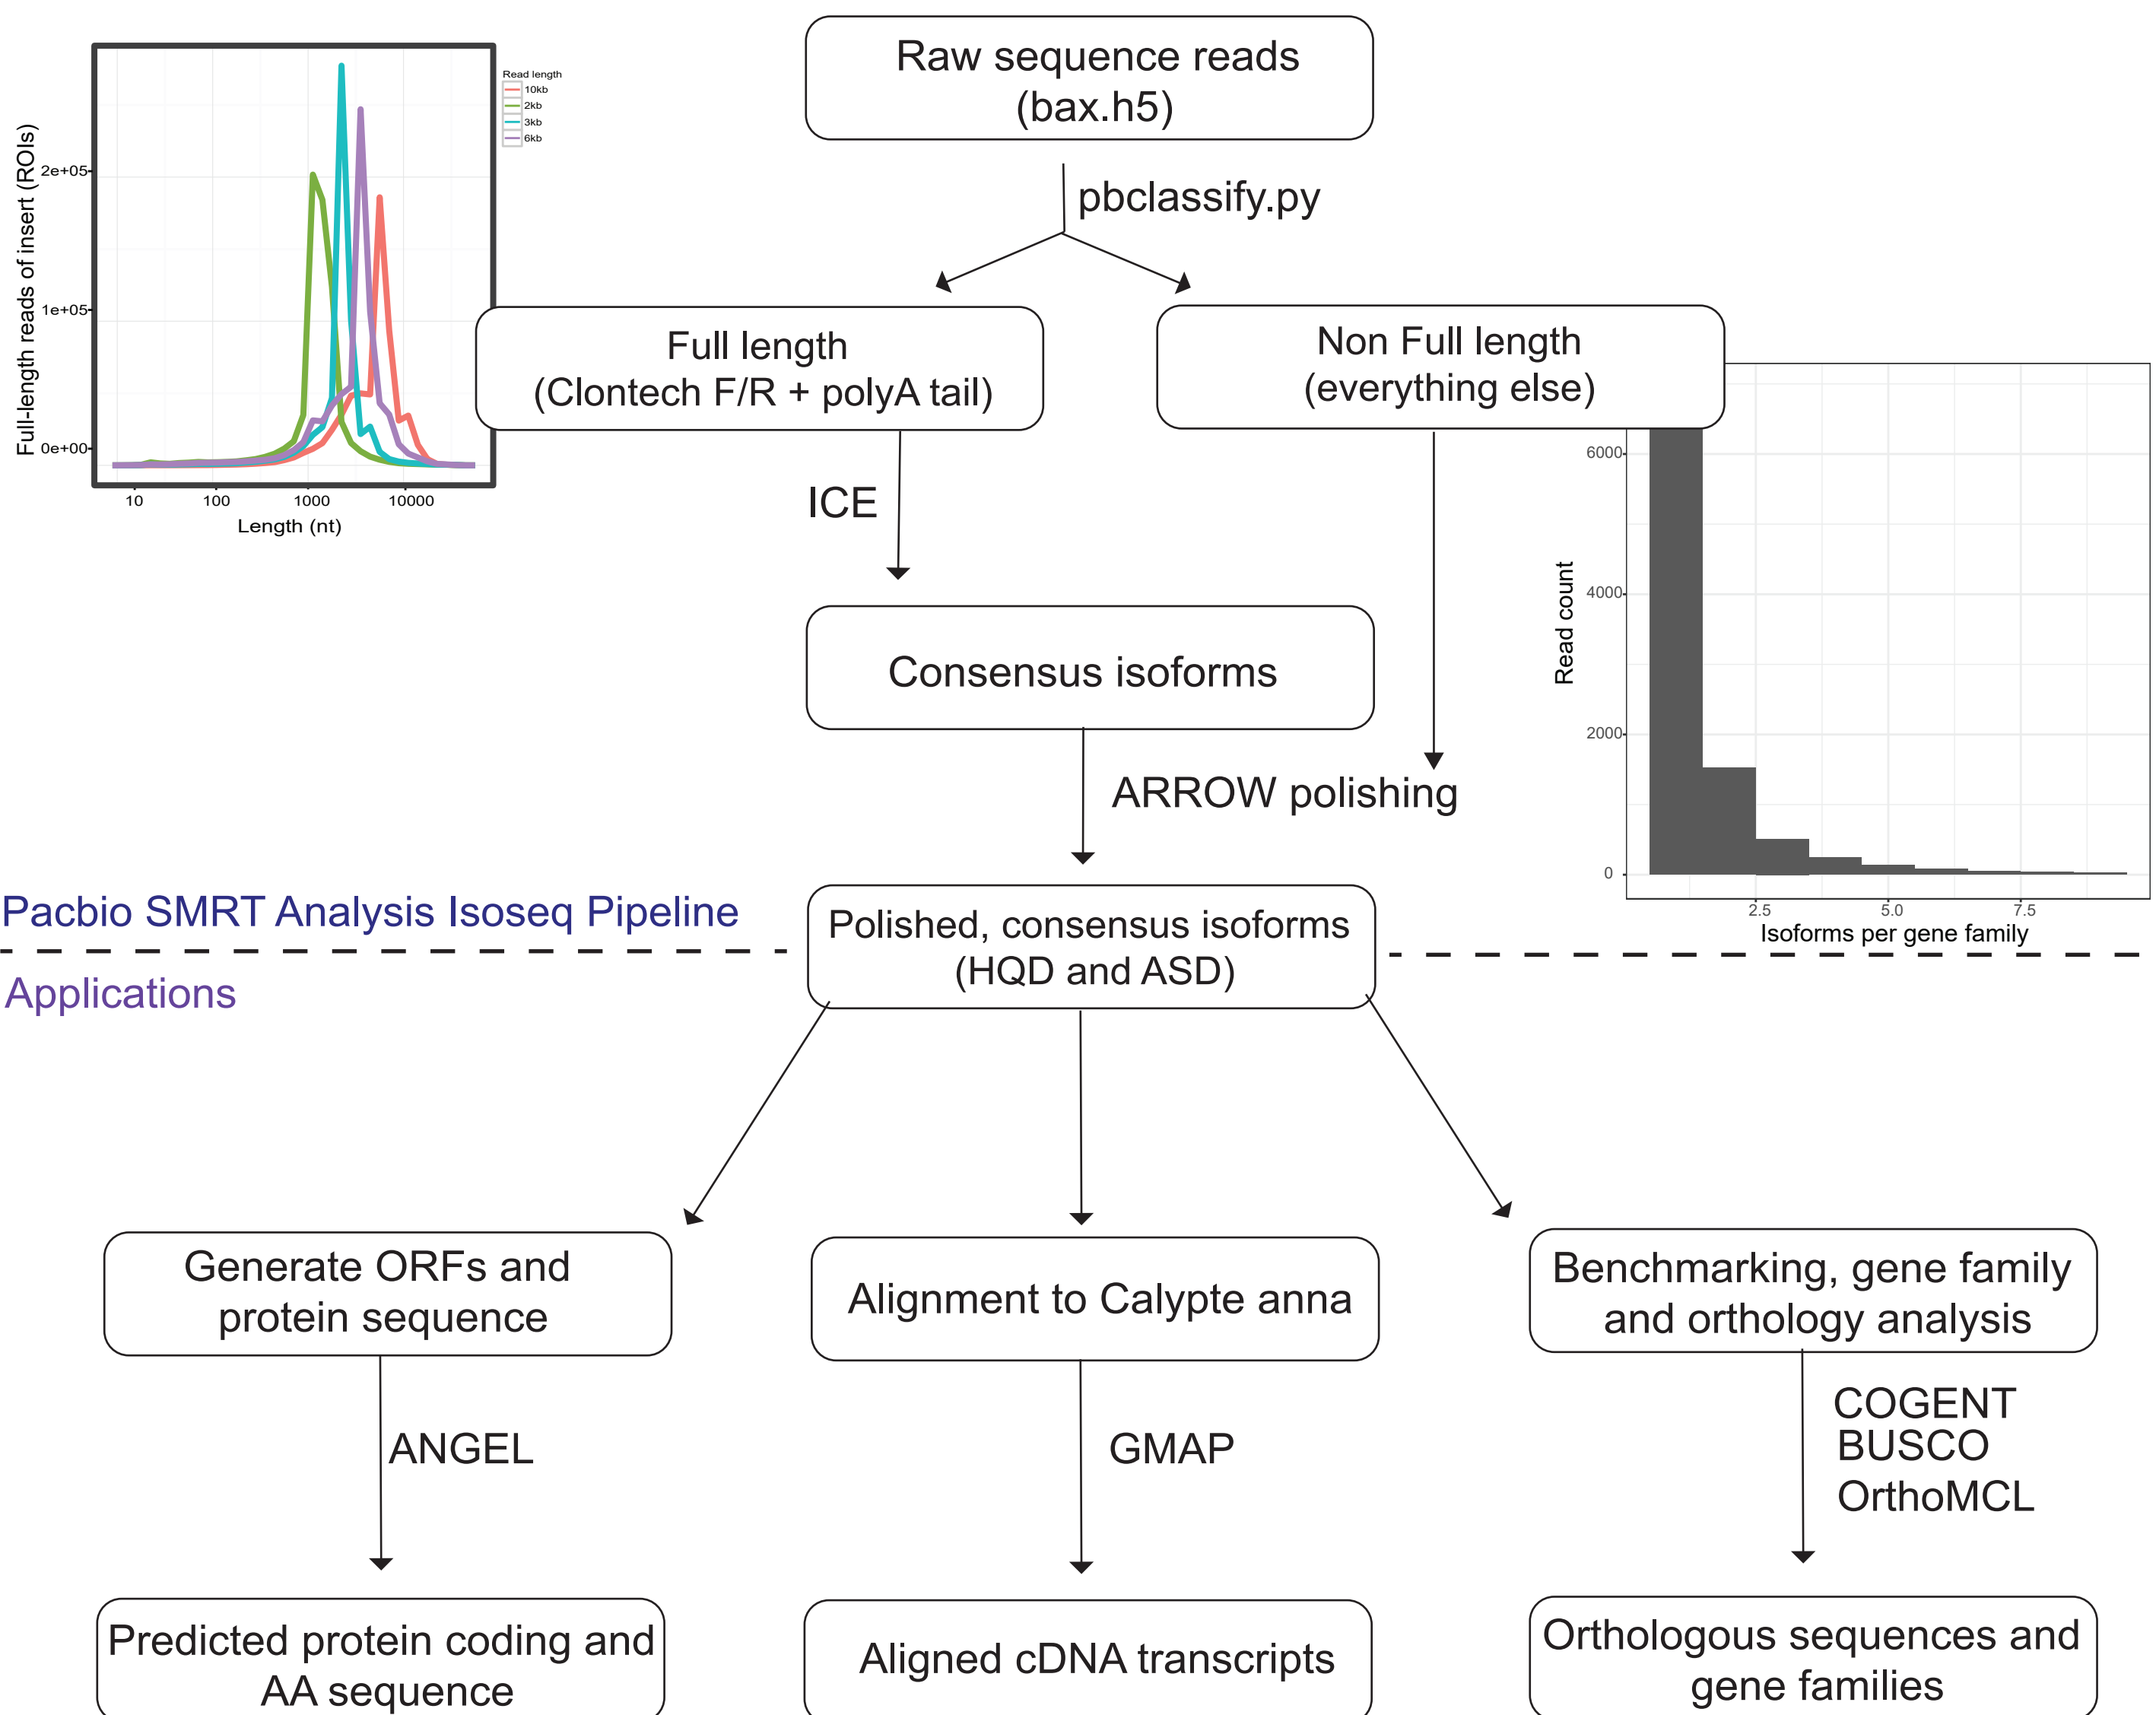 Raw sequence reads
(bax.h5)
pbclassify.py
Read length
10kb
2kb
3kb
6kb
Full-length reads of insert (ROIs)
2e+05
1e+05
0e+00
10 100 1000 10000
Length (nt)
Full length
(Clontech F/R + polyA tail)
Non Full length
(everything else)
ICE
Consensus isoforms
ARROW polishing
Read count
6000
4000
2000
0
2.5 5.0 7.5
Isoforms per gene family
Pacbio SMRT Analysis Isoseq Pipeline
Polished, consensus isoforms
(HQD and ASD)
Applications
Generate ORFs and
protein sequence
Alignment to Calypte anna
Benchmarking, gene family
and orthology analysis
ANGEL
GMAP
COGENT
BUSCO
OrthoMCL
Predicted protein coding and
AA sequence
Aligned cDNA transcripts
Orthologous sequences and
gene families